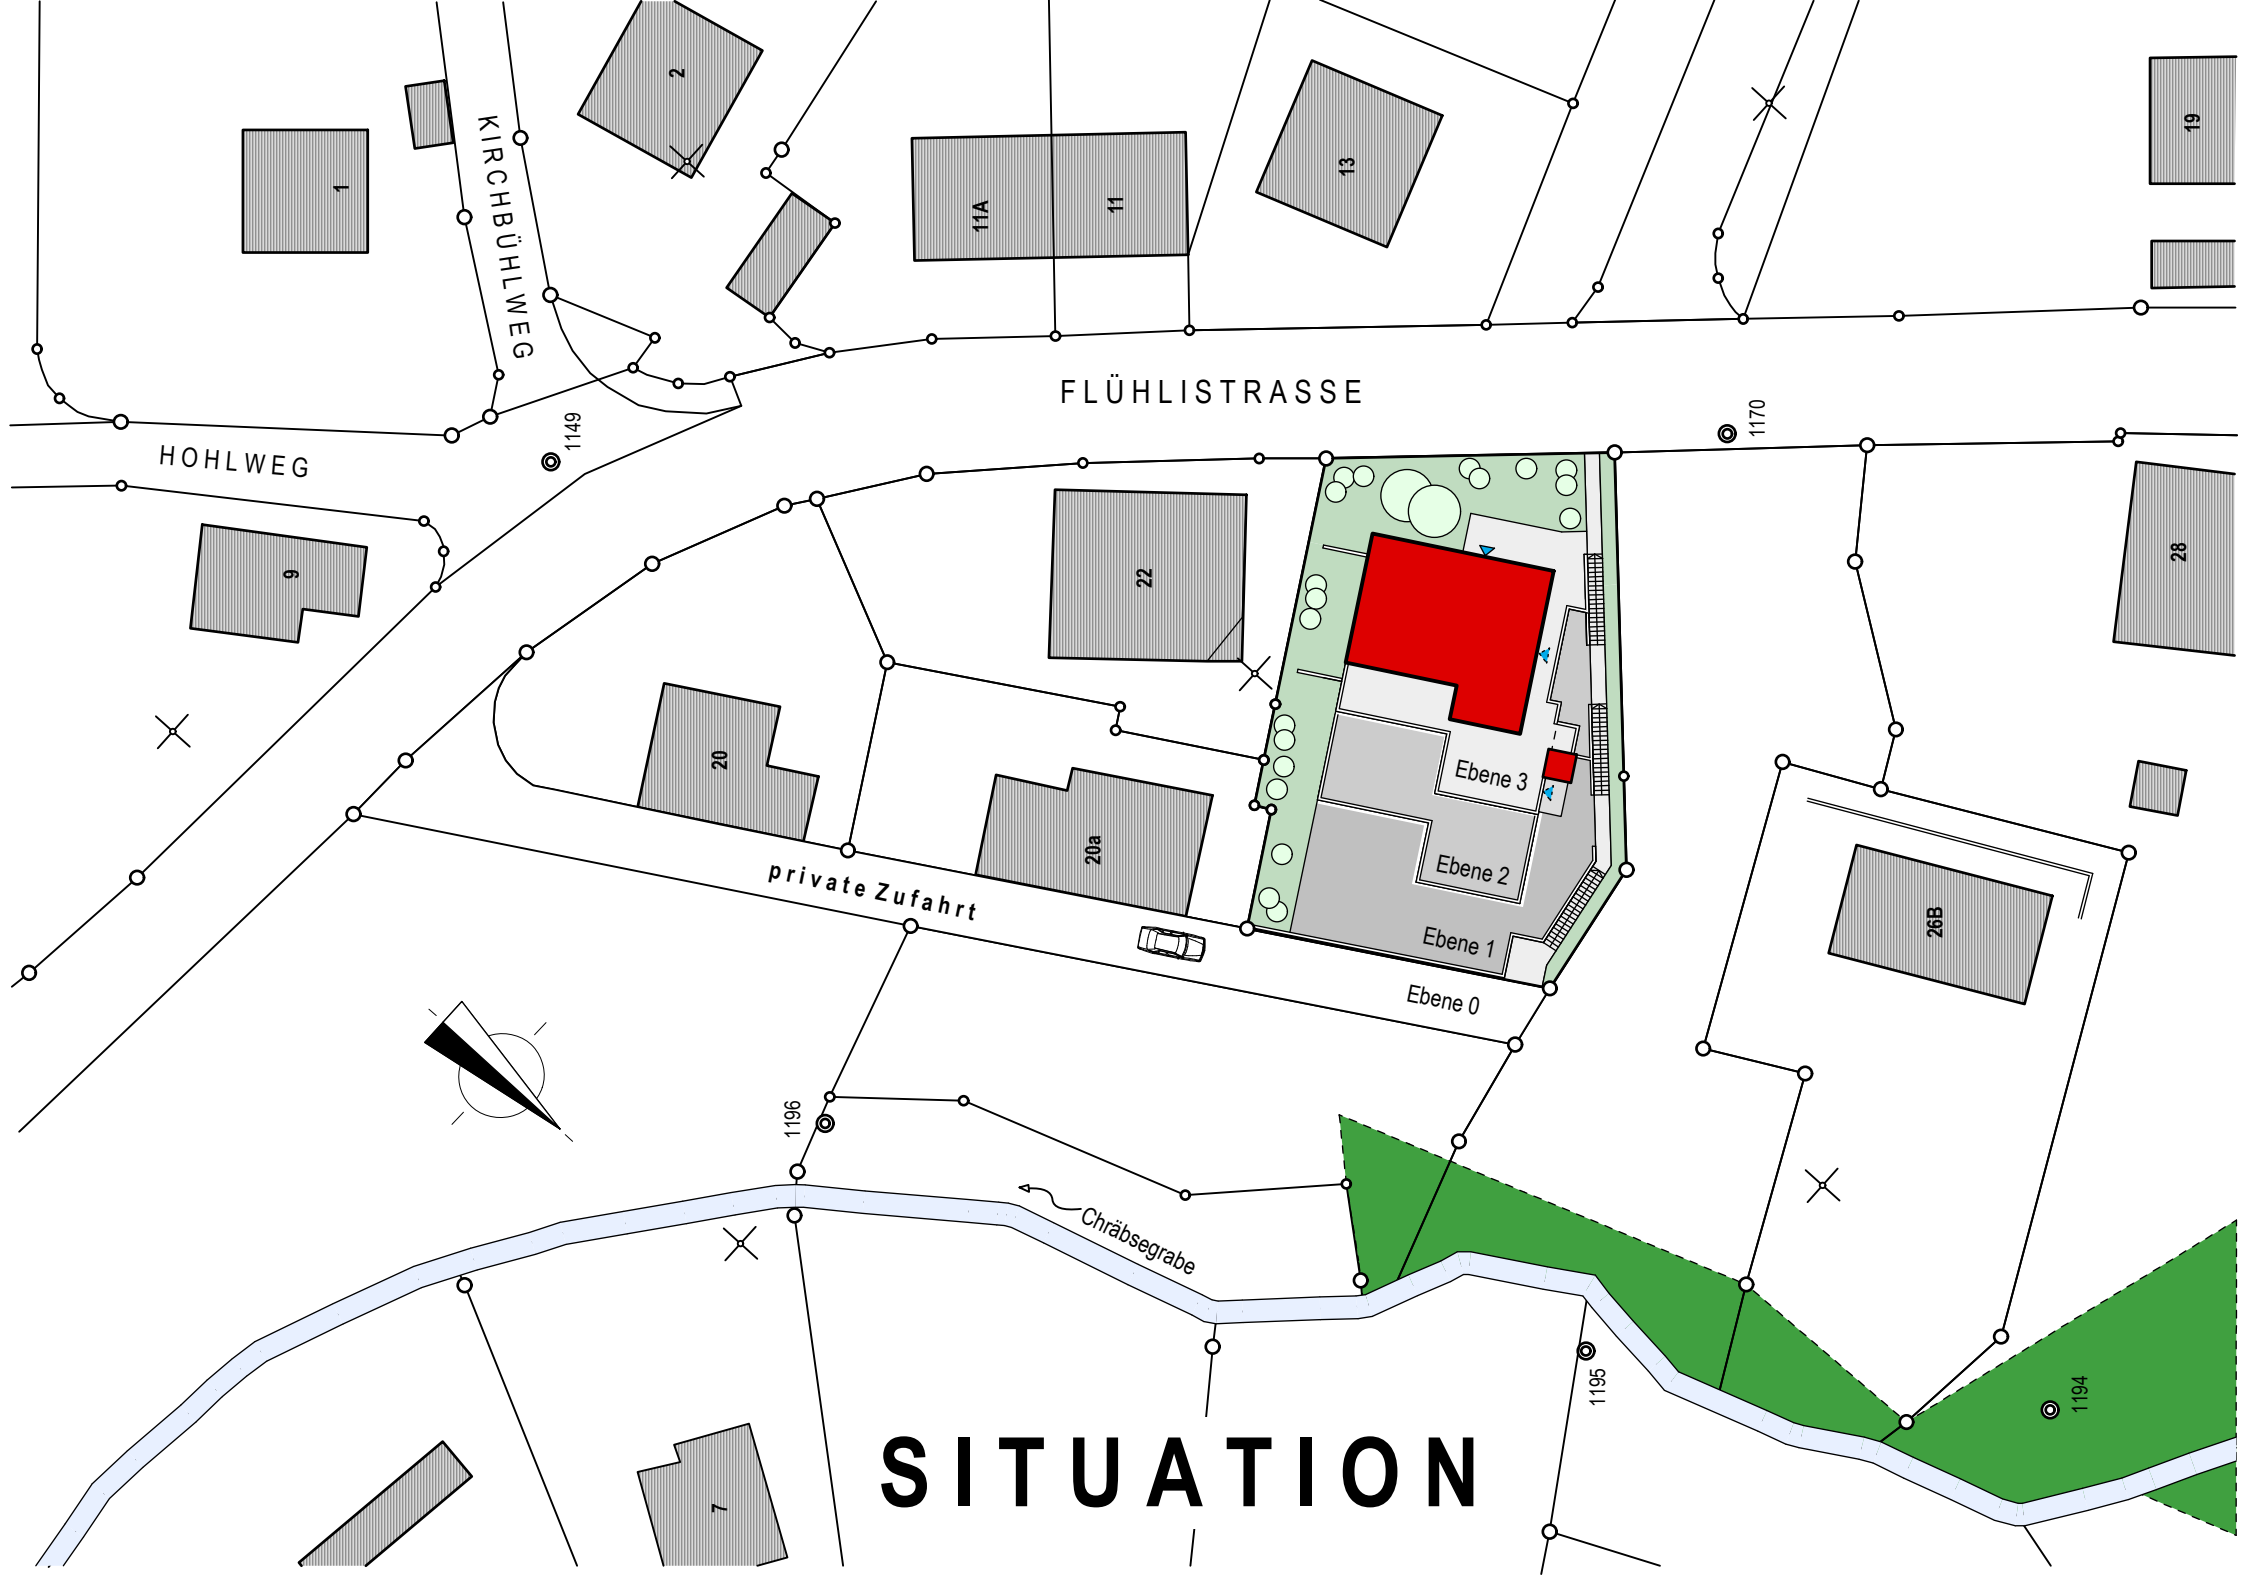 2
19
1
KIRCHBÜHLWEG
13
11A
11
FLÜHLISTRASSE
1149
1170
HOHLWEG
9
22
28
20
Ebene 3
20a
Ebene 2
private Zufahrt
26B
Ebene 1
Ebene 0
1196
Chräbsegrabe
1195
1194
SITUATION
7